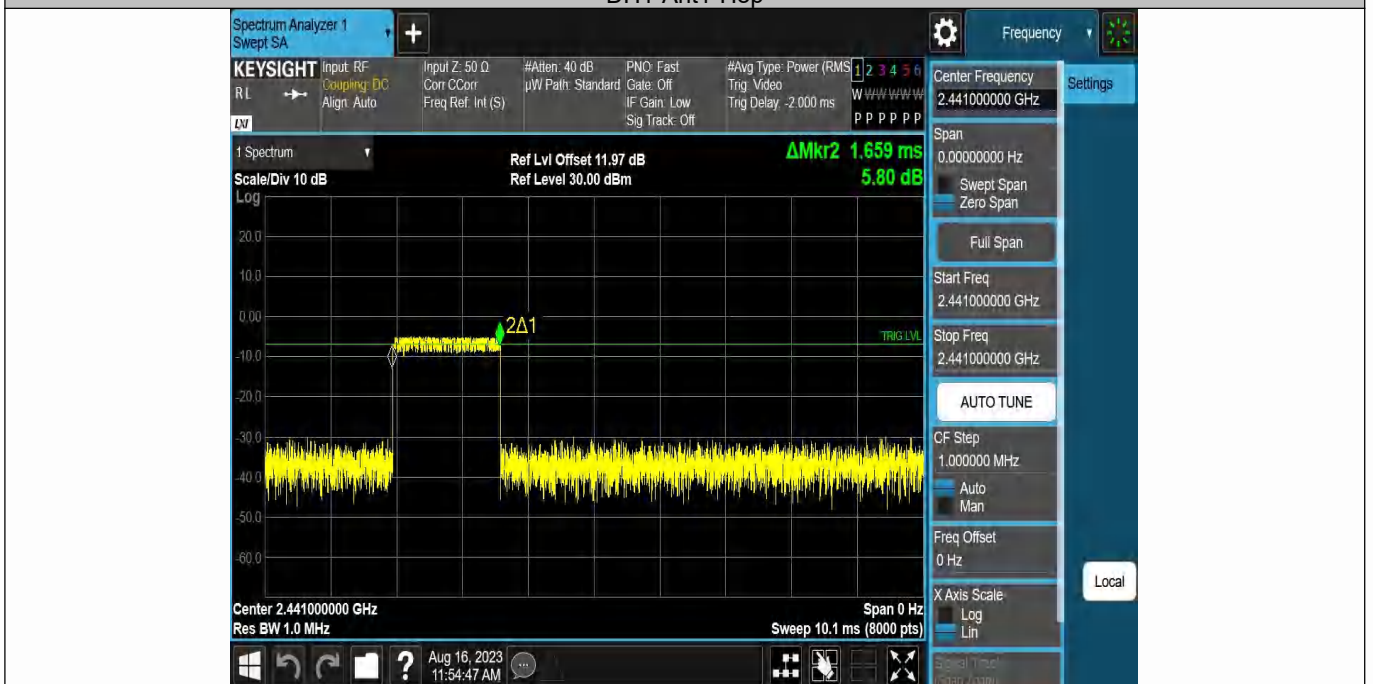 Spectrum Analyzer 1
Swept SA
+
Frequency
KEYSIGHT
RL
LXI
Input: RF
Coupling: DC
Align: Auto
Input Z: 50 Ω
Corr CCorr
Freq Ref: Int (S)
#Atten: 40 dB
µW Path: Standard
PNO: Fast
Gate: Off
IF Gain: Low
Sig Track: Off
#Avg Type: Power (RMS
Trig: Video
Trig Delay: -2.000 ms
1 2 3 4 5 6
W W W W W W
P P P P P P
Center Frequency
2.441000000 GHz
Settings
Span
0.00000000 Hz
Swept Span
Zero Span
Full Span
Start Freq
2.441000000 GHz
Stop Freq
2.441000000 GHz
AUTO TUNE
CF Step
1.000000 MHz
Auto
Man
Freq Offset
0 Hz
X Axis Scale
Log
Lin
Local
1 Spectrum
Scale/Div 10 dB
Log
Ref Lvl Offset 11.97 dB
Ref Level 30.00 dBm
ΔMkr2 1.659 ms
5.80 dB
20.0
10.0
0.00
-10.0
-20.0
-30.0
-40.0
-50.0
-60.0
2Δ1
TRIG LVL
Center 2.441000000 GHz
Res BW 1.0 MHz
Span 0 Hz
Sweep 10.1 ms (8000 pts)
?
Aug 16, 2023
11:54:47 AM